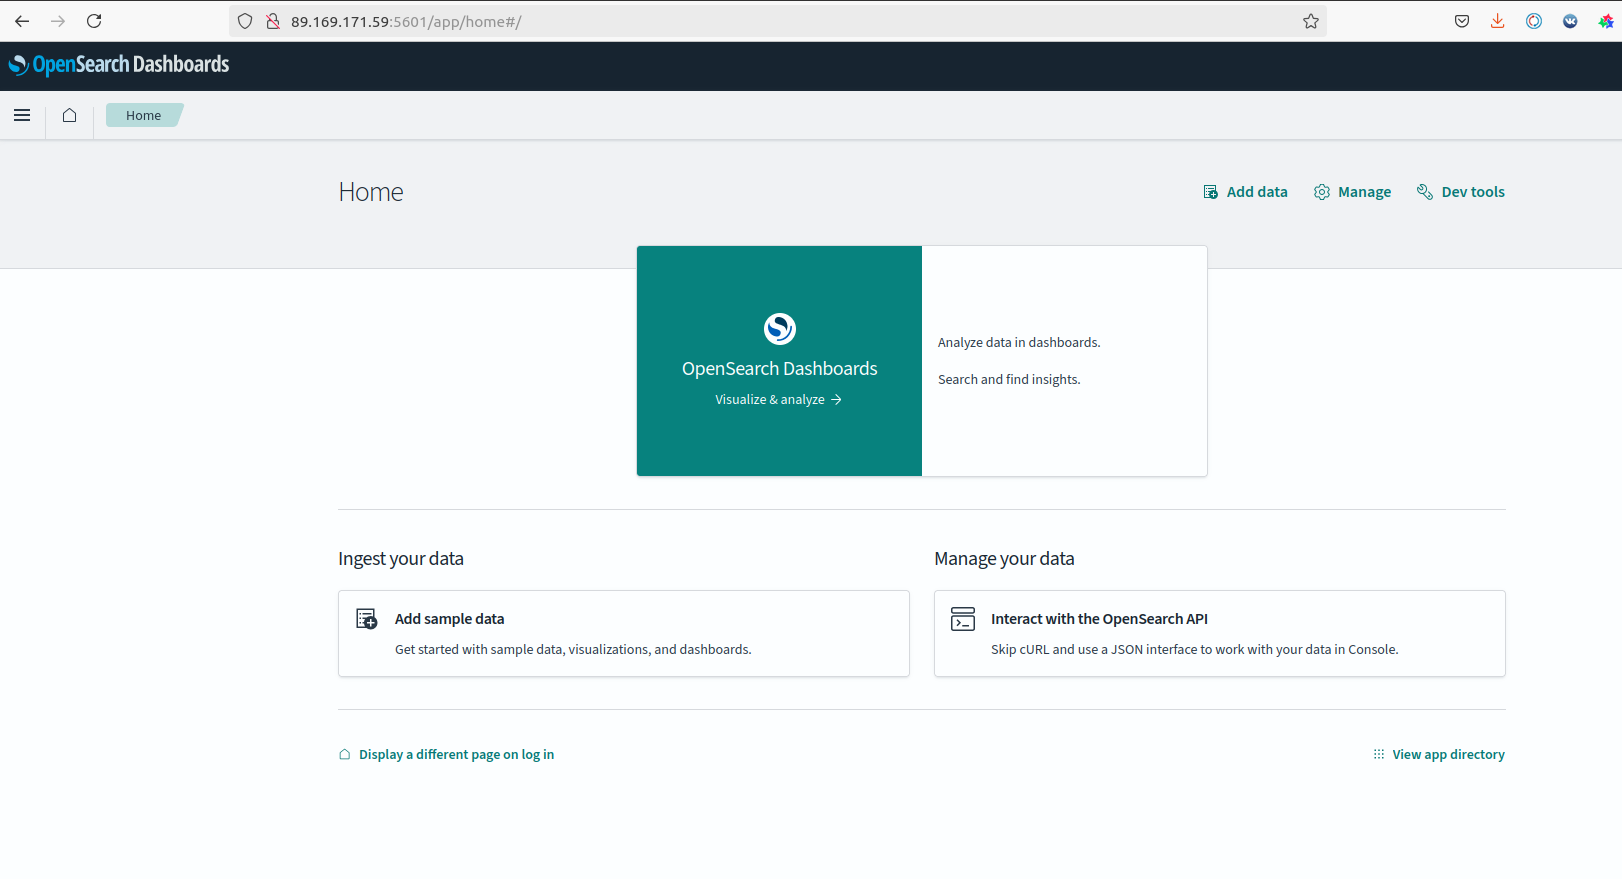 89.169.171.59:5601/app/home#/
OpenSearch Dashboards
Home
Home
Add data
Manage
Dev tools
OpenSearch Dashboards
Visualize & analyze →
Analyze data in dashboards.
Search and find insights.
Ingest your data
Add sample data
Get started with sample data, visualizations, and dashboards.
Manage your data
Interact with the OpenSearch API
Skip cURL and use a JSON interface to work with your data in Console.
Display a different page on log in
View app directory